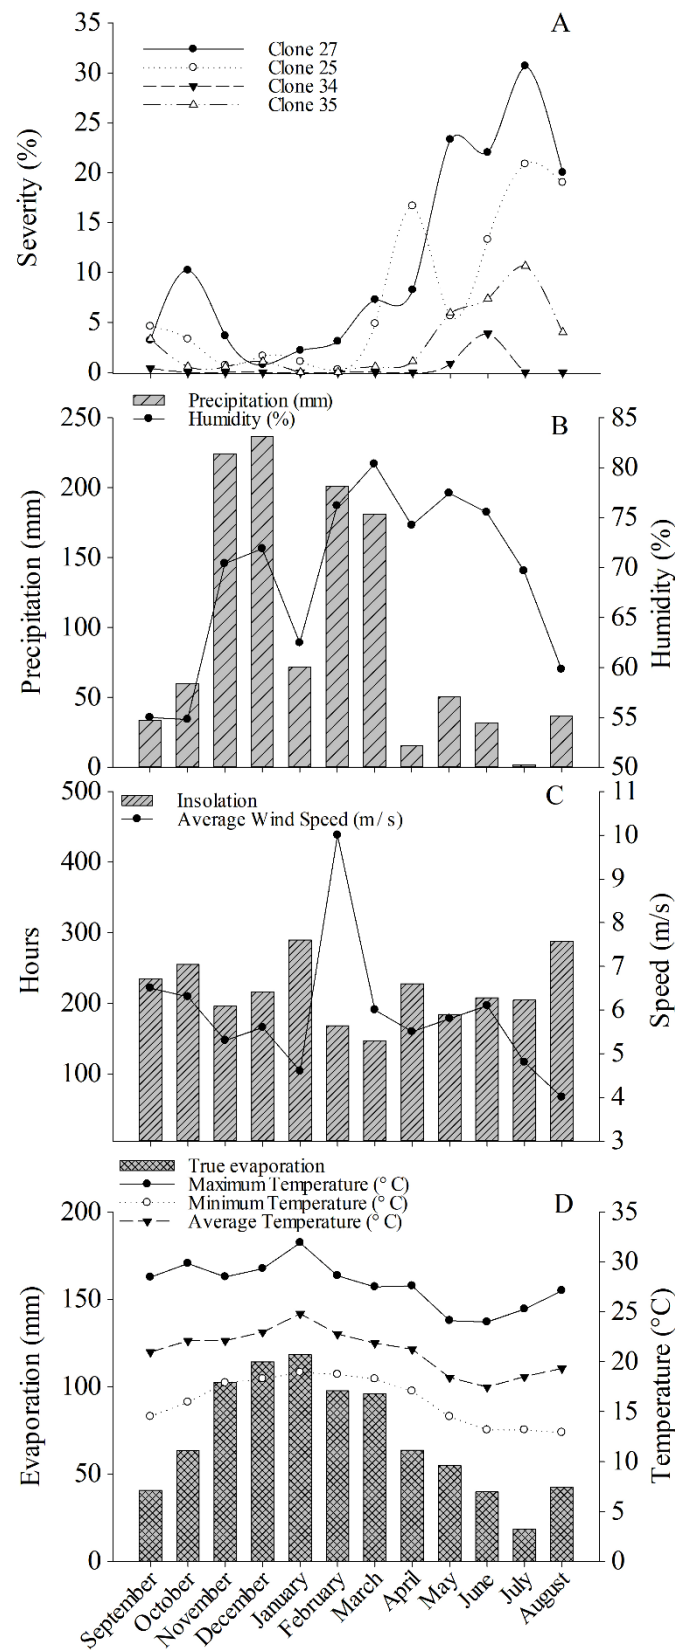 A
Clone 27
Clone 25
Clone 34
Clone 35
Severity (%)
35
30
25
20
15
10
5
0
Precipitation (mm)
Humidity (%)
B
Precipitation (mm)
250
200
150
100
50
0
Humidity (%)
85
80
75
70
65
60
55
50
Insolation
Average Wind Speed (m/s)
C
Hours
500
400
300
200
100
Speed (m/s)
11
10
9
8
7
6
5
4
3
True evaporation
Maximum Temperature (°C)
Minimum Temperature (°C)
Average Temperature (°C)
D
Evaporation (mm)
200
150
100
50
0
Temperature (°C)
35
30
25
20
15
10
5
0
September
October
November
December
January
February
March
April
May
June
July
August